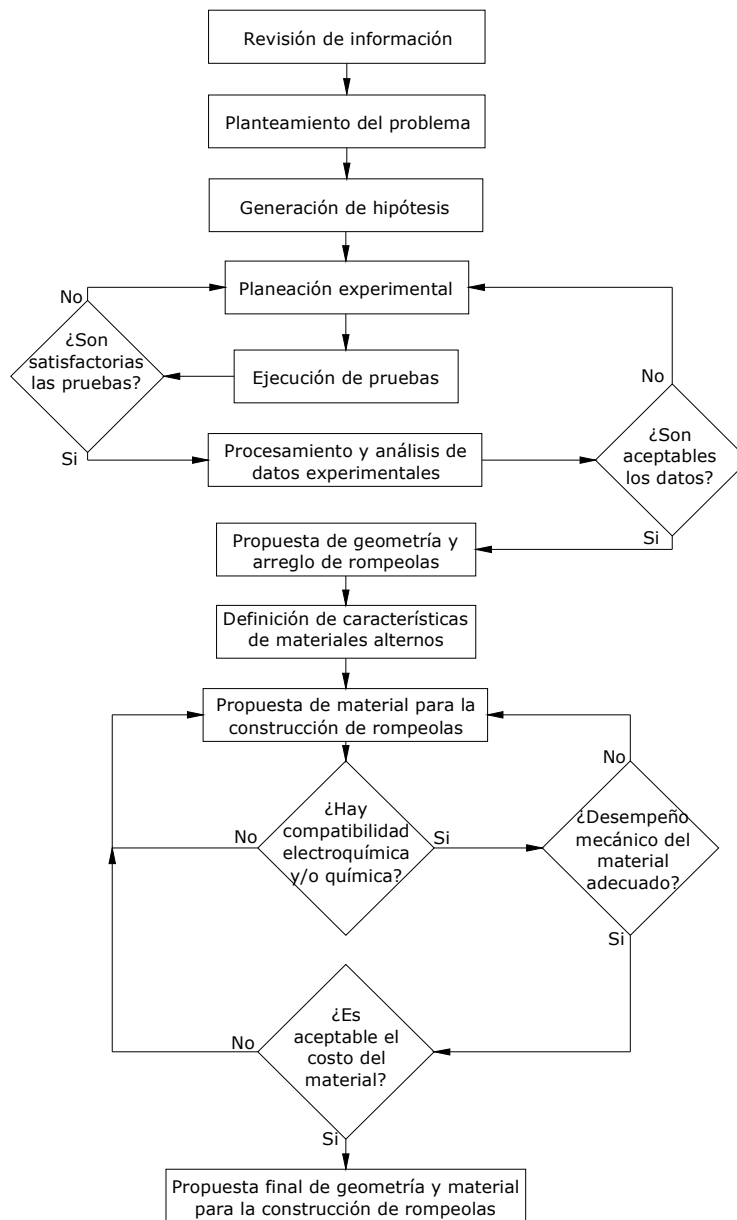 Revisión de información
Planteamiento del problema
Generación de hipótesis
Planeación experimental
No
¿Son
satisfactorias
las pruebas?
Ejecución de pruebas
No
Si
Procesamiento y análisis de
datos experimentales
¿Son
aceptables
los datos?
Si
Propuesta de geometría y
arreglo de rompeolas
Definición de características
de materiales alternos
Propuesta de material para la
construcción de rompeolas
No
¿Hay
compatibilidad
electroquímica
y/o química?
No
Si
¿Desempeño
mecánico del
material
adecuado?
Si
¿Es
aceptable el
costo del
material?
No
Si
Propuesta final de geometría y material
para la construcción de rompeolas